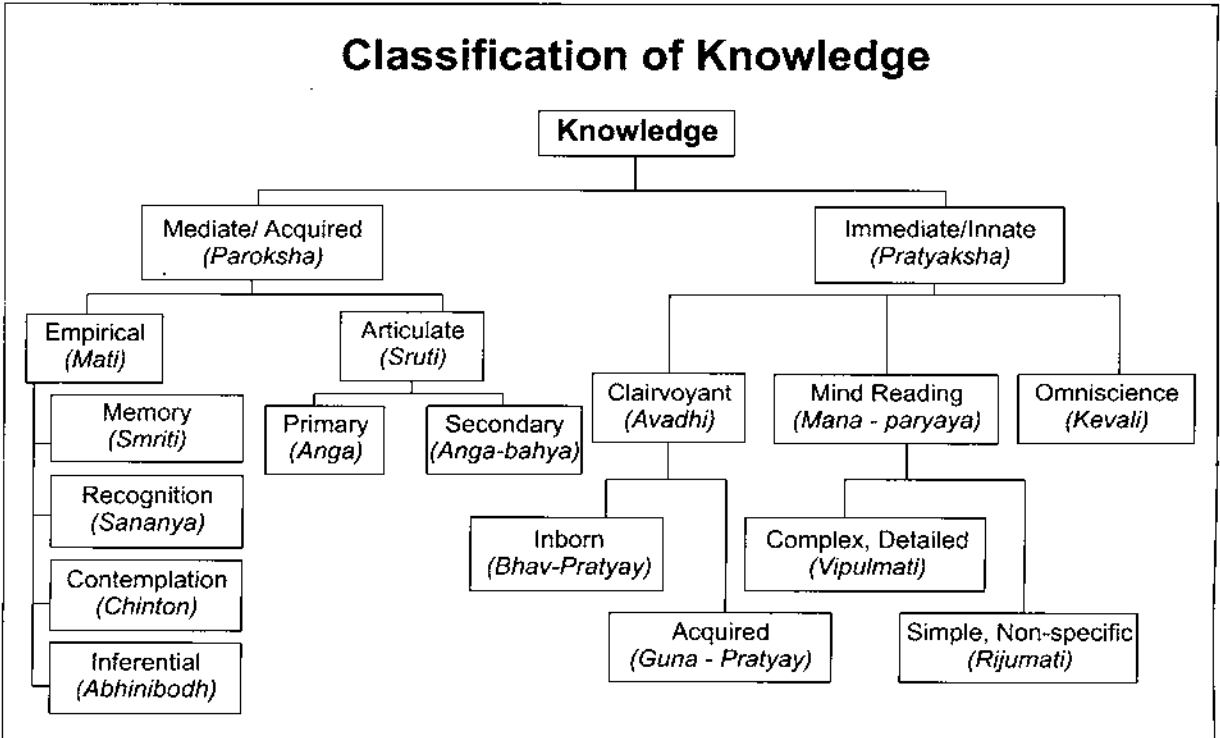 Classification of Knowledge
Knowledge
Mediate/ Acquired
(Paroksha)
Immediate/Innate
(Pratyaksha)
Empirical
(Mati)
Articulate
(Sruti)
Memory
(Smriti)
Recognition
(Sananya)
Contemplation
(Chinton)
Inferential
(Abhinibodh)
Primary
(Anga)
Secondary
(Anga-bahya)
Clairvoyant
(Avadhi)
Mind Reading
(Mana - paryaya)
Omniscience
(Kevali)
Inborn
(Bhav-Pratyay)
Acquired
(Guna - Pratyay)
Complex, Detailed
(Vipulmati)
Simple, Non-specific
(Rijumati)